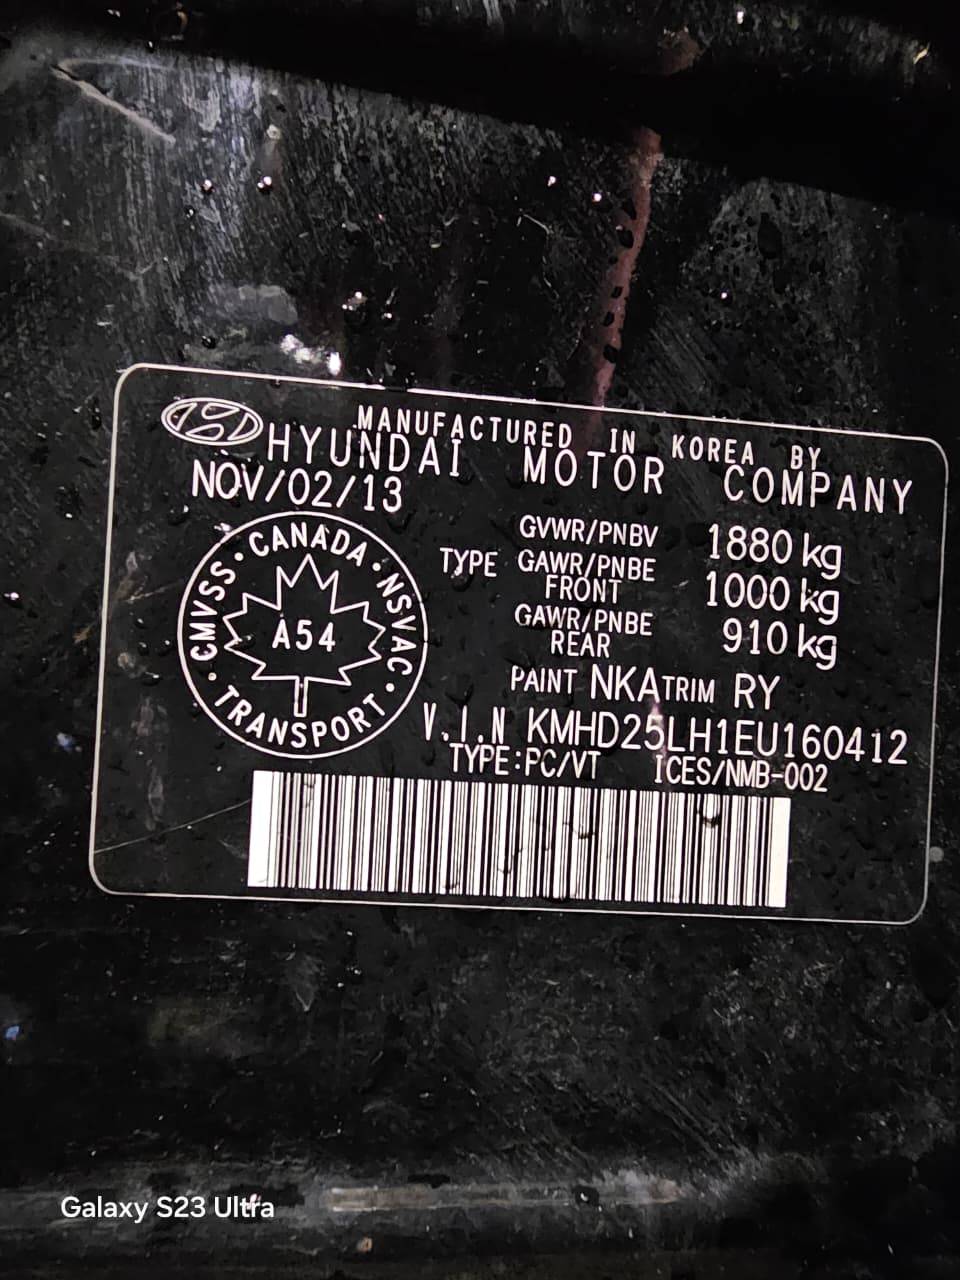 MANUFACTURED IN KOREA BY
HYUNDAI MOTOR COMPANY
NOV/02/13
GVWR/PNBV 1880 kg
TYPE GAWR/PNBE FRONT 1000 kg
GAWR/PNBE REAR 910 kg
CMVSS · CANADA · NSVAC · TRANSPORT ·
A54
PAINT NKA TRIM RY
V.I.N KMHD25LH1EU160412
TYPE:PC/VT ICES/NMB-002
Galaxy S23 Ultra